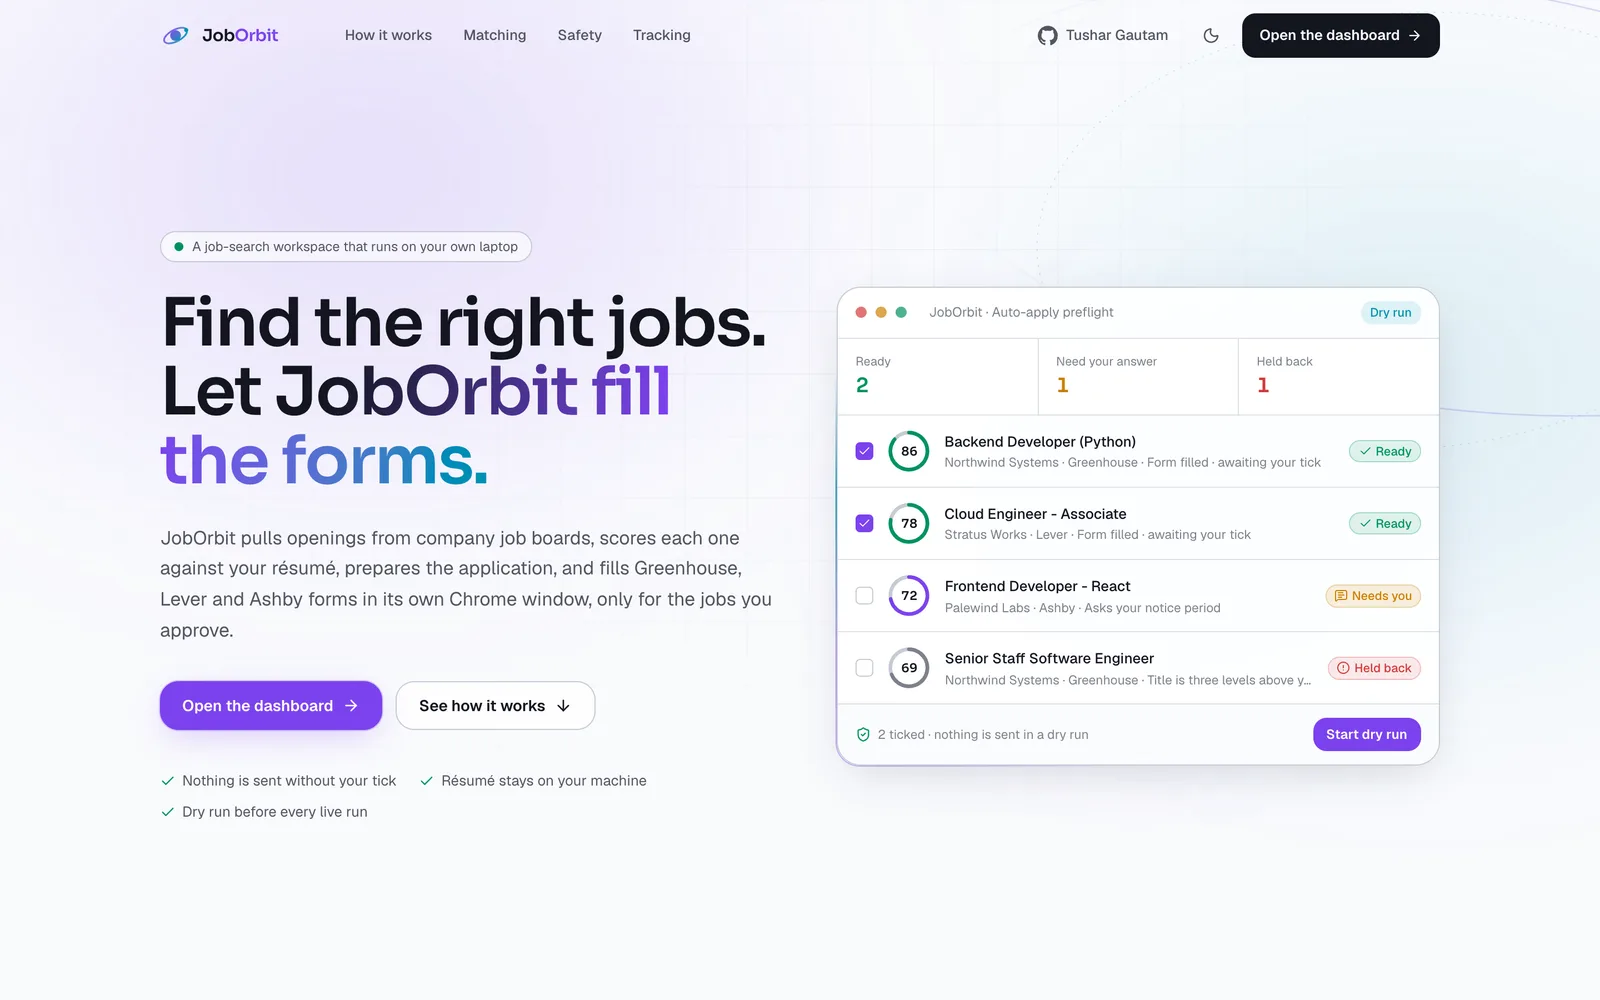 JobOrbit
How it works
Matching
Safety
Tracking
Tushar Gautam
Open the dashboard →
A job-search workspace that runs on your own laptop
Find the right jobs.
Let JobOrbit fill
the forms.
JobOrbit pulls openings from company job boards, scores each one
against your résumé, prepares the application, and fills Greenhouse,
Lever and Ashby forms in its own Chrome window, only for the jobs you
approve.
Open the dashboard →
See how it works ↓
Nothing is sent without your tick
Résumé stays on your machine
Dry run before every live run
JobOrbit · Auto-apply preflight
Dry run
Ready
2
Need your answer
1
Held back
1
86
Backend Developer (Python)
Northwind Systems · Greenhouse · Form filled · awaiting your tick
Ready
78
Cloud Engineer - Associate
Stratus Works · Lever · Form filled · awaiting your tick
Ready
72
Frontend Developer - React
Palewind Labs · Ashby · Asks your notice period
Needs you
69
Senior Staff Software Engineer
Northwind Systems · Greenhouse · Title is three levels above y...
Held back
2 ticked · nothing is sent in a dry run
Start dry run